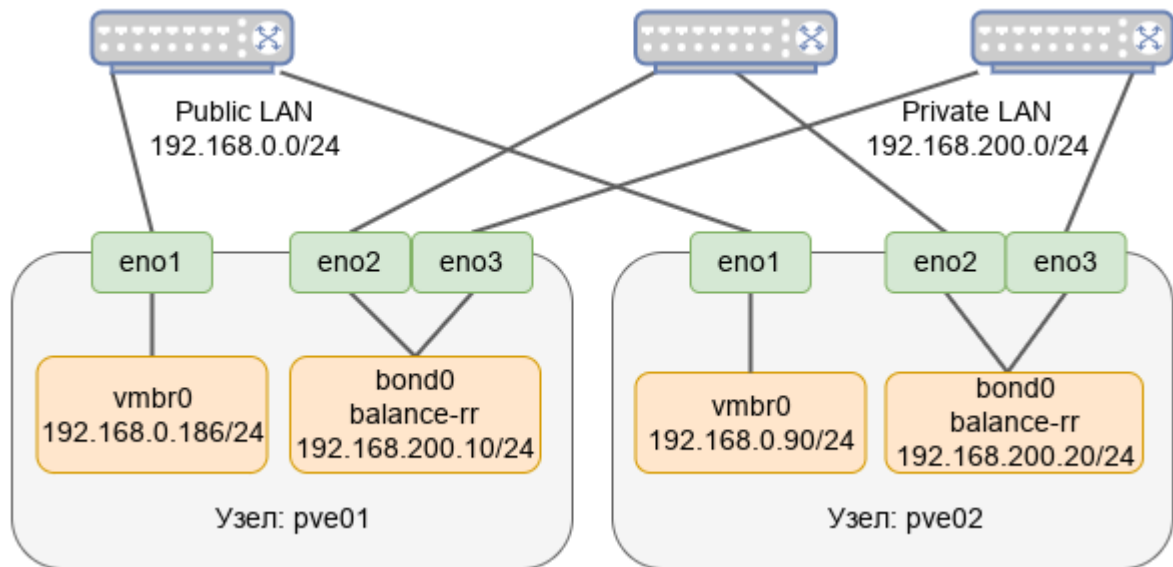 Public LAN
192.168.0.0/24
Private LAN
192.168.200.0/24
eno1
eno2
eno3
eno1
eno2
eno3
vmbr0
192.168.0.186/24
bond0
balance-rr
192.168.200.10/24
vmbr0
192.168.0.90/24
bond0
balance-rr
192.168.200.20/24
Узел: pve01
Узел: pve02